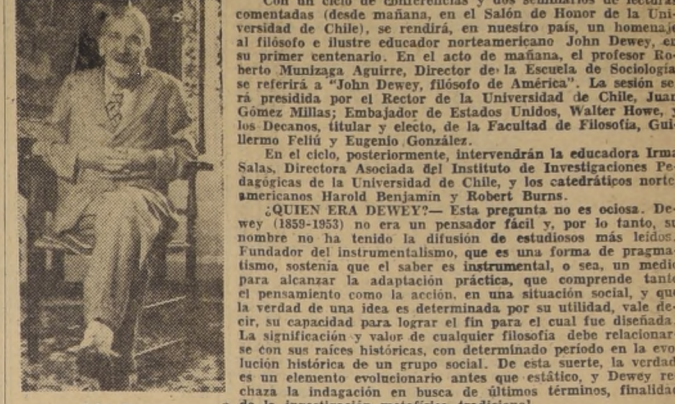 Con un ciclo de conferencias y dos seminarios de lecturas
comentadas (desde mañana, en el Salón de Honor de la Uni-
versidad de Chile), se rendirá, en nuestro país, un homenaje
al filósofo e ilustre educador norteamericano John Dewey, en
su primer centenario. En el acto de mañana, el profesor Ro-
berto Munizaga Aguirre, Director de la Escuela de Sociología
se referirá a "John Dewey, filósofo de América". La sesión se-
rá presidida por el Rector de la Universidad de Chile, Juan
Gómez Millas; Embajador de Estados Unidos, Walter Howe, y
los Decanos, titular y electo, de la Facultad de Filosofía, Gui-
llermo Feliú y Eugenio González.
En el ciclo, posteriormente, intervendrán la educadora Irma
Salas, Directora Asociada del Instituto de Investigaciones Pe-
dagógicas de la Universidad de Chile, y los catedráticos norte-
americanos Harold Benjamin y Robert Burns.
¿QUIEN ERA DEWEY?— Esta pregunta no es ociosa. De-
wey (1859-1953) no era un pensador fácil y, por lo tanto, su
nombre no ha tenido la difusión de estudiosos más leídos.
Fundador del instrumentalismo, que es una forma de pragma-
tismo, sostenía que el saber es instrumental, o sea, un medio
para alcanzar la adaptación práctica, que comprende tanto
el pensamiento como la acción, en una situación social, y que
la verdad de una idea es determinada por su utilidad, vale de-
cir, su capacidad para lograr el fin para el cual fue diseñada.
La significación y valor de cualquier filosofía debe relacionar-
se con sus raíces históricas, con determinado período en la evo-
lución histórica de un grupo social. De esta suerte, la verdad
es un elemento evolucionario antes que estático, y Dewey re-
chaza la indagación en busca de últimos términos, finalidad
de la investigación metafísica tradicional.